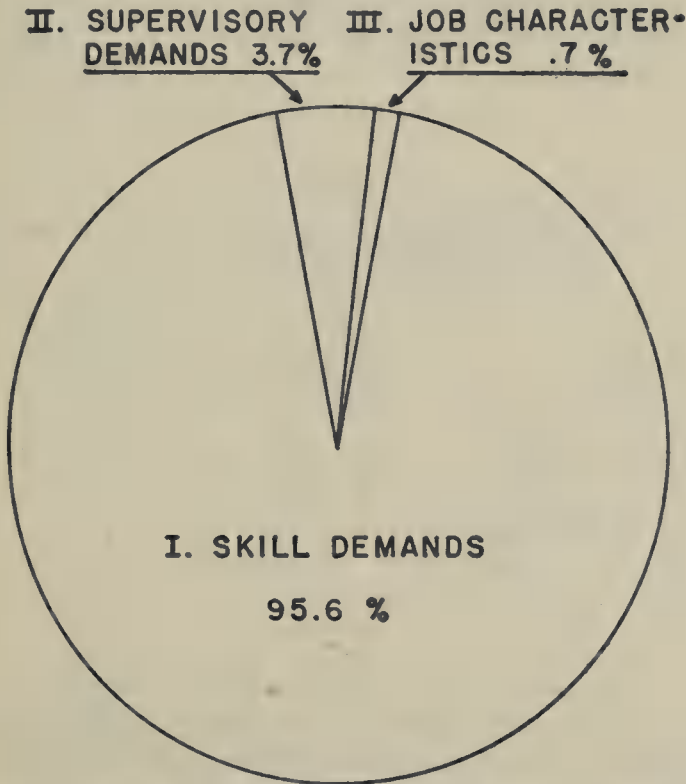 II. SUPERVISORY DEMANDS 3.7%
III. JOB CHARACTER-
ISTICS .7 %
I. SKILL DEMANDS
95.6 %